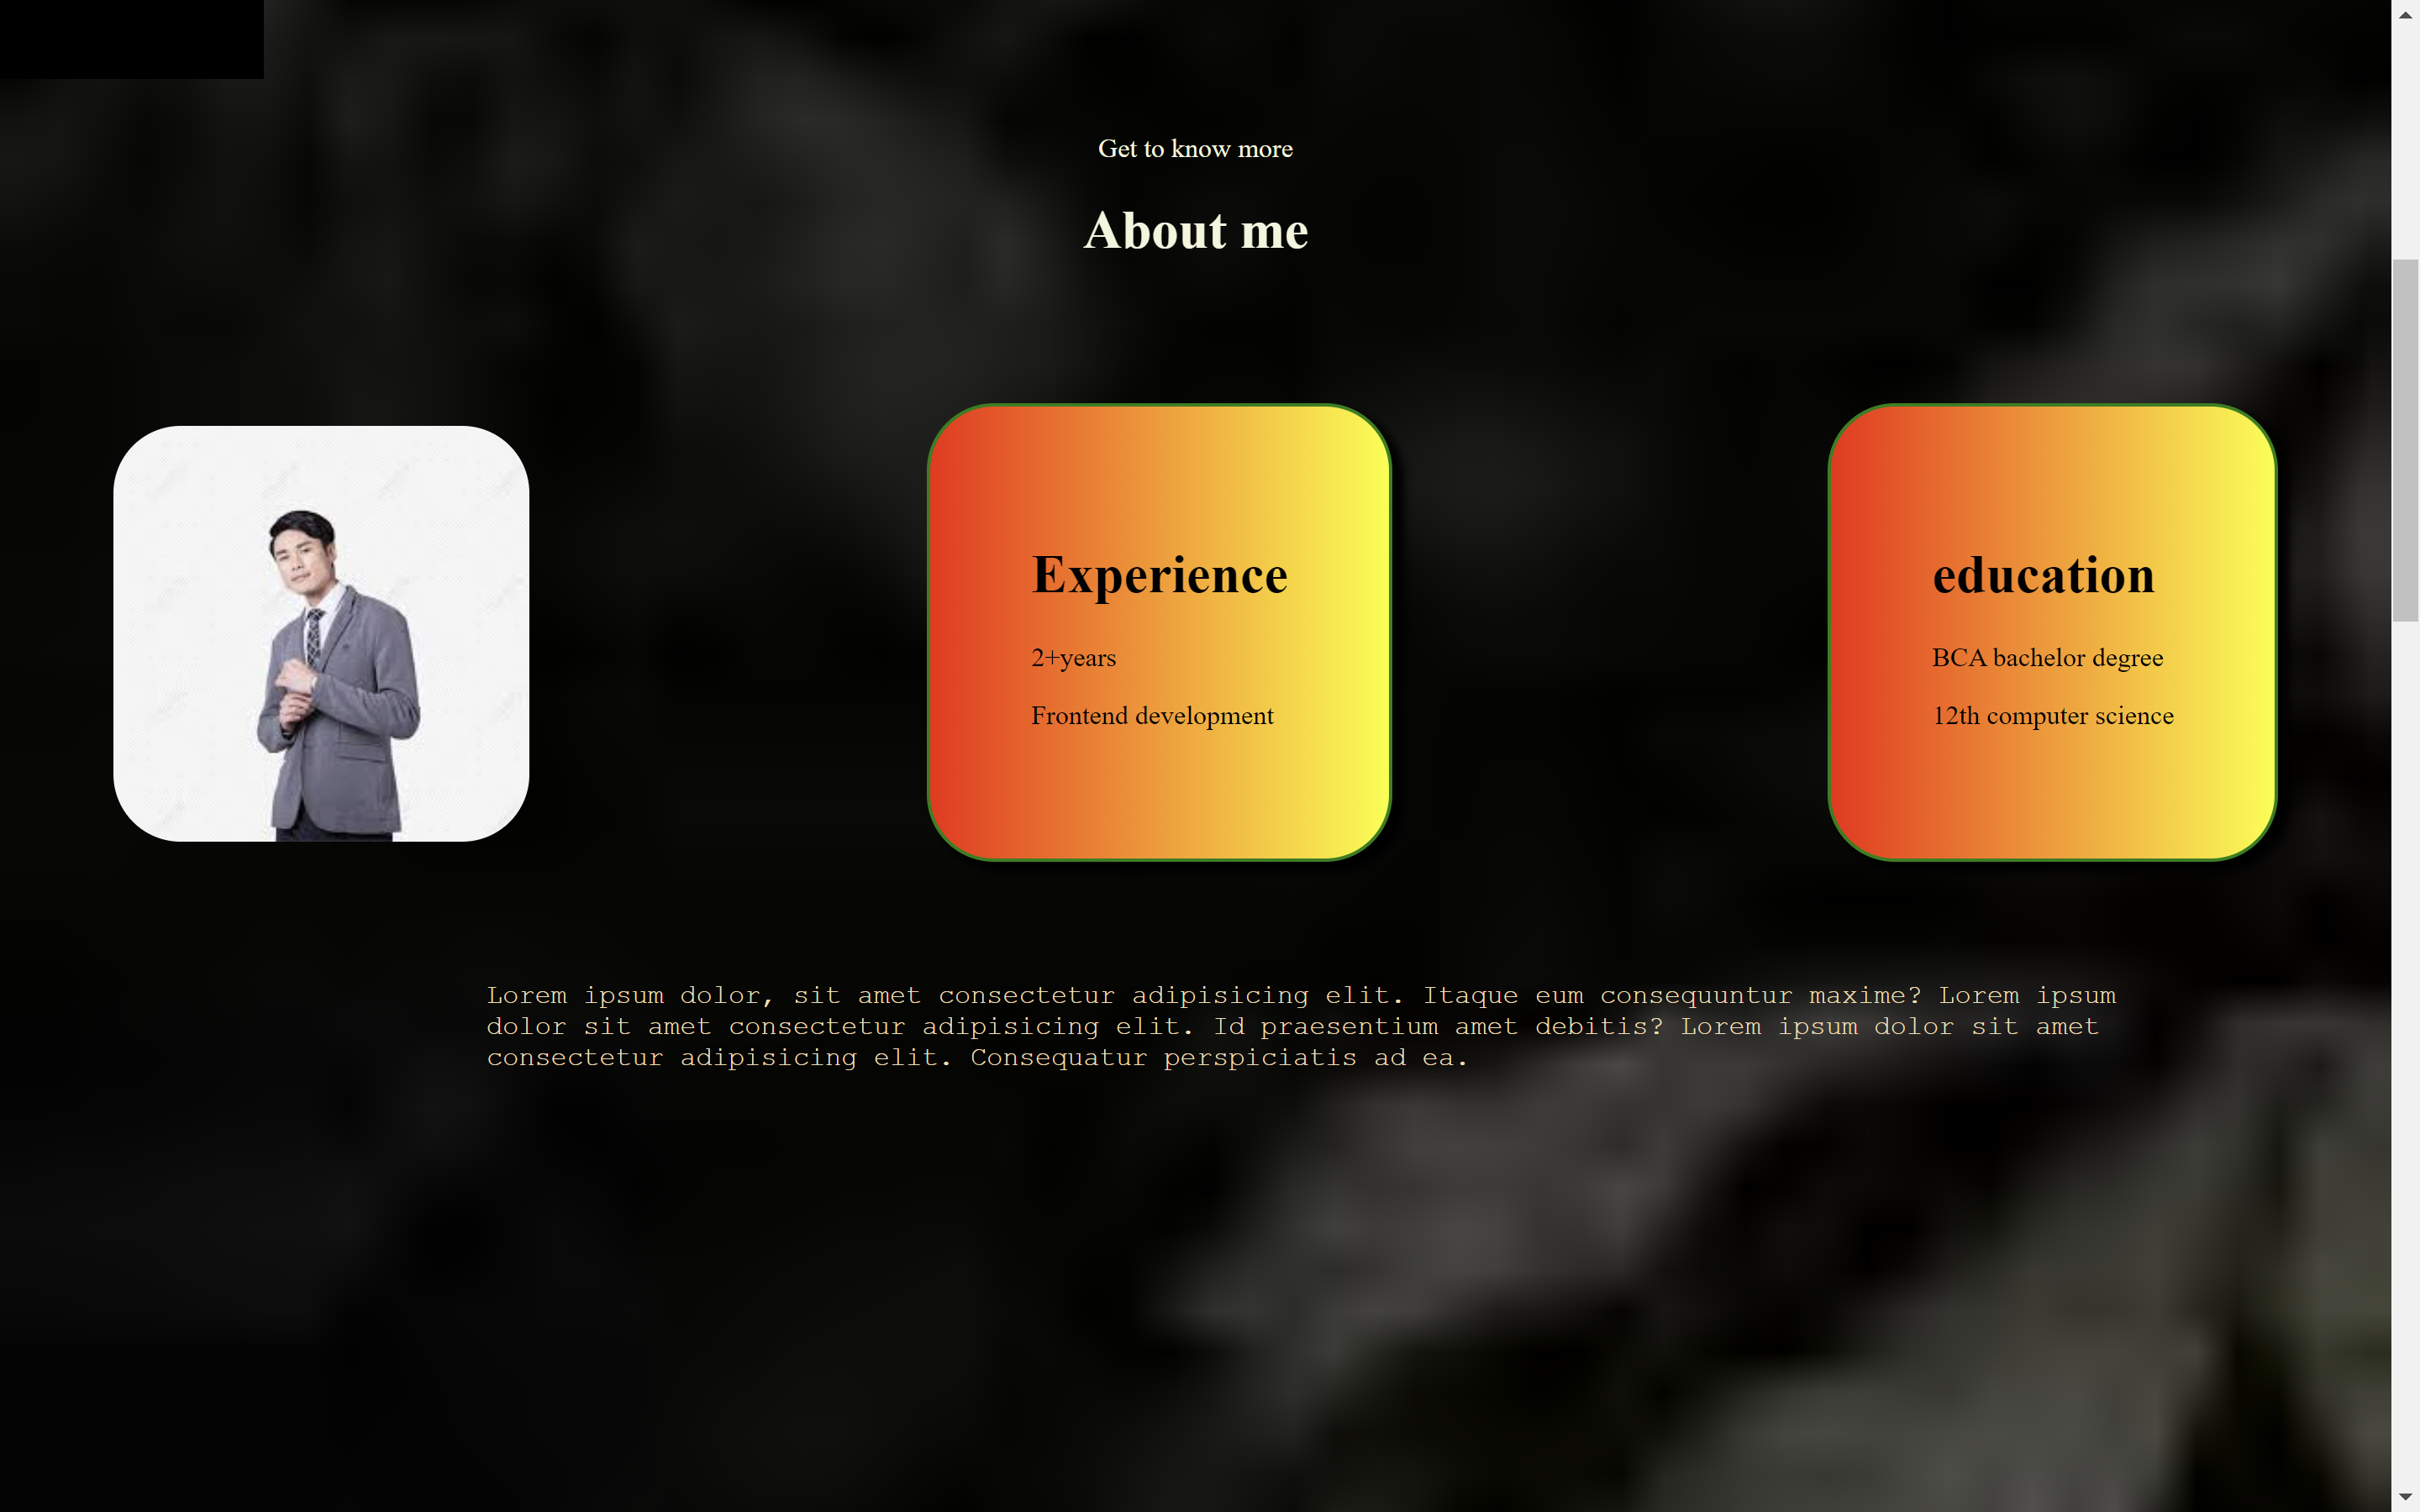 Get to know more
About me
Experience
2+years
Frontend development
education
BCA bachelor degree
12th computer science
Lorem ipsum dolor, sit amet consectetur adipisicing elit. Itaque eum consequuntur maxime? Lorem ipsum
dolor sit amet consectetur adipisicing elit. Id praesentium amet debitis? Lorem ipsum dolor sit amet
consectetur adipisicing elit. Consequatur perspiciatis ad ea.